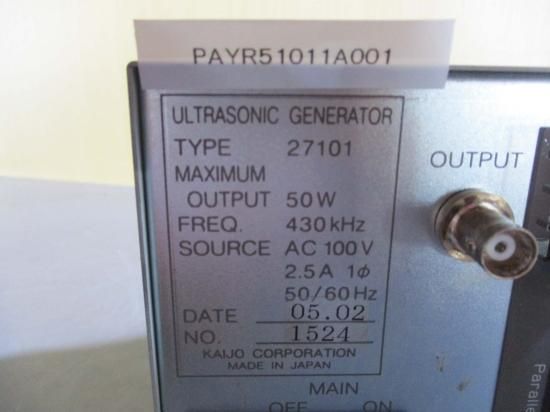 PAYR51011A001
ULTRASONIC GENERATOR
TYPE 27101
MAXIMUM
OUTPUT 50W
FREQ. 430kHz
SOURCE AC 100V
2.5A 1φ
50/60Hz
DATE 05.02
NO. 1524
KAIJO CORPORATION
MADE IN JAPAN
OUTPUT
MAIN
OFF ON